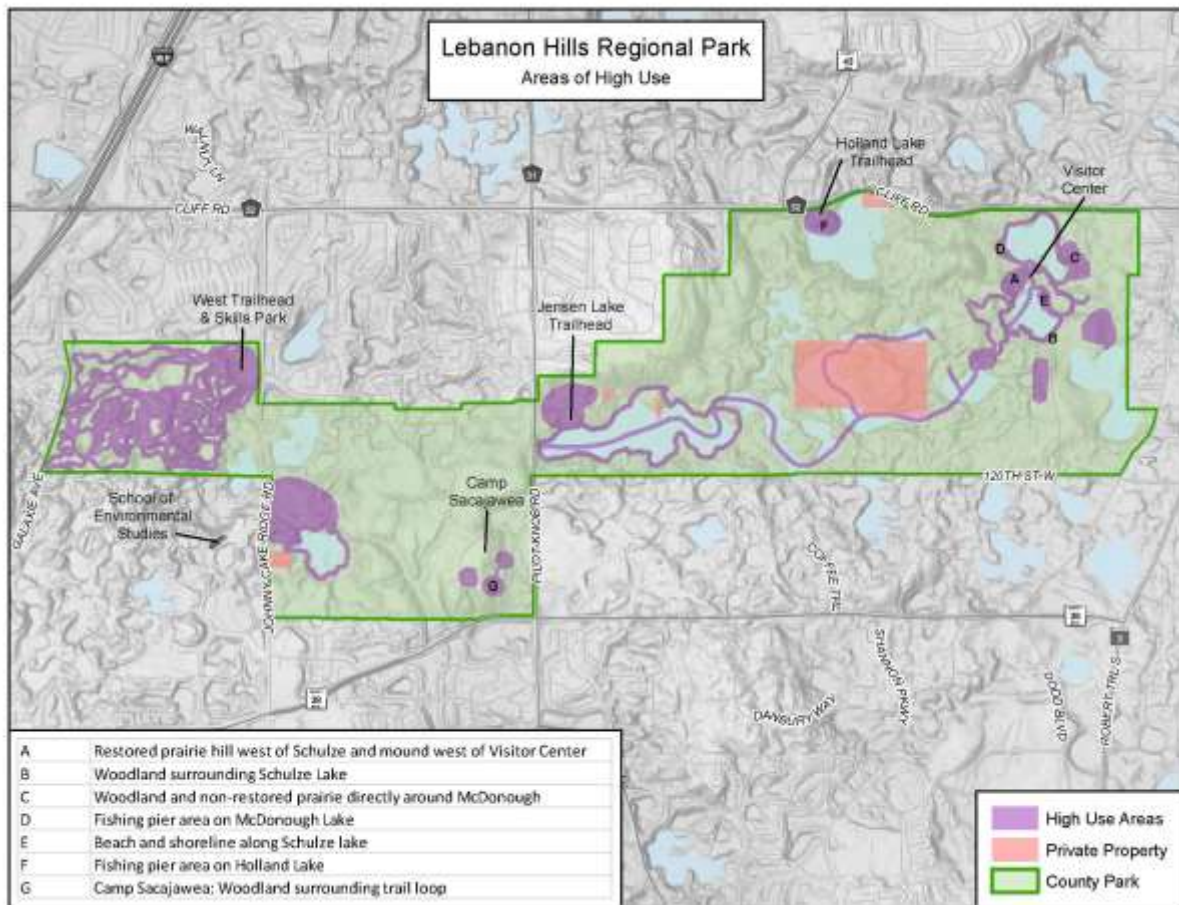 Lebanon Hills Regional Park
Areas of High Use
WALNUT LN
CLIFF RD
Holland Lake
Trailhead
Visitor
Center
CLIFF RD
F
D
C
A
E
B
West Trailhead
& Skills Park
Jensen Lake
Trailhead
GALAXIE AVE
School of
Environmental
Studies
JOHNNY CAKE RIDGE RD
Camp
Sacajawea
G
PILOT KNOB RD
120TH ST W
COFFEE TRL
SHANNON PKWY
DANBURY WAY
DODD BLVD
ROBERT TRL S
A Restored prairie hill west of Schulze and mound west of Visitor Center
B Woodland surrounding Schulze Lake
C Woodland and non-restored prairie directly around McDonough
D Fishing pier area on McDonough Lake
E Beach and shoreline along Schulze lake
F Fishing pier area on Holland Lake
G Camp Sacajawea: Woodland surrounding trail loop
High Use Areas
Private Property
County Park